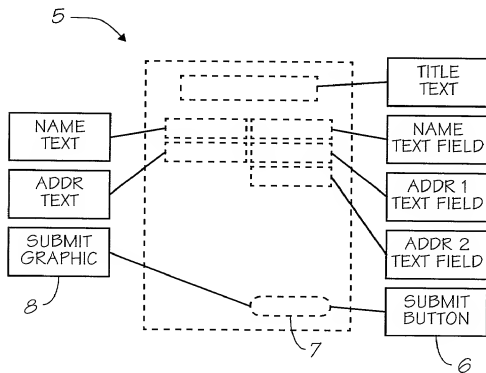 5
TITLE
TEXT
NAME
TEXT
NAME
TEXT FIELD
ADDR
TEXT
ADDR 1
TEXT FIELD
SUBMIT
GRAPHIC
ADDR 2
TEXT FIELD
8
7
SUBMIT
BUTTON
6